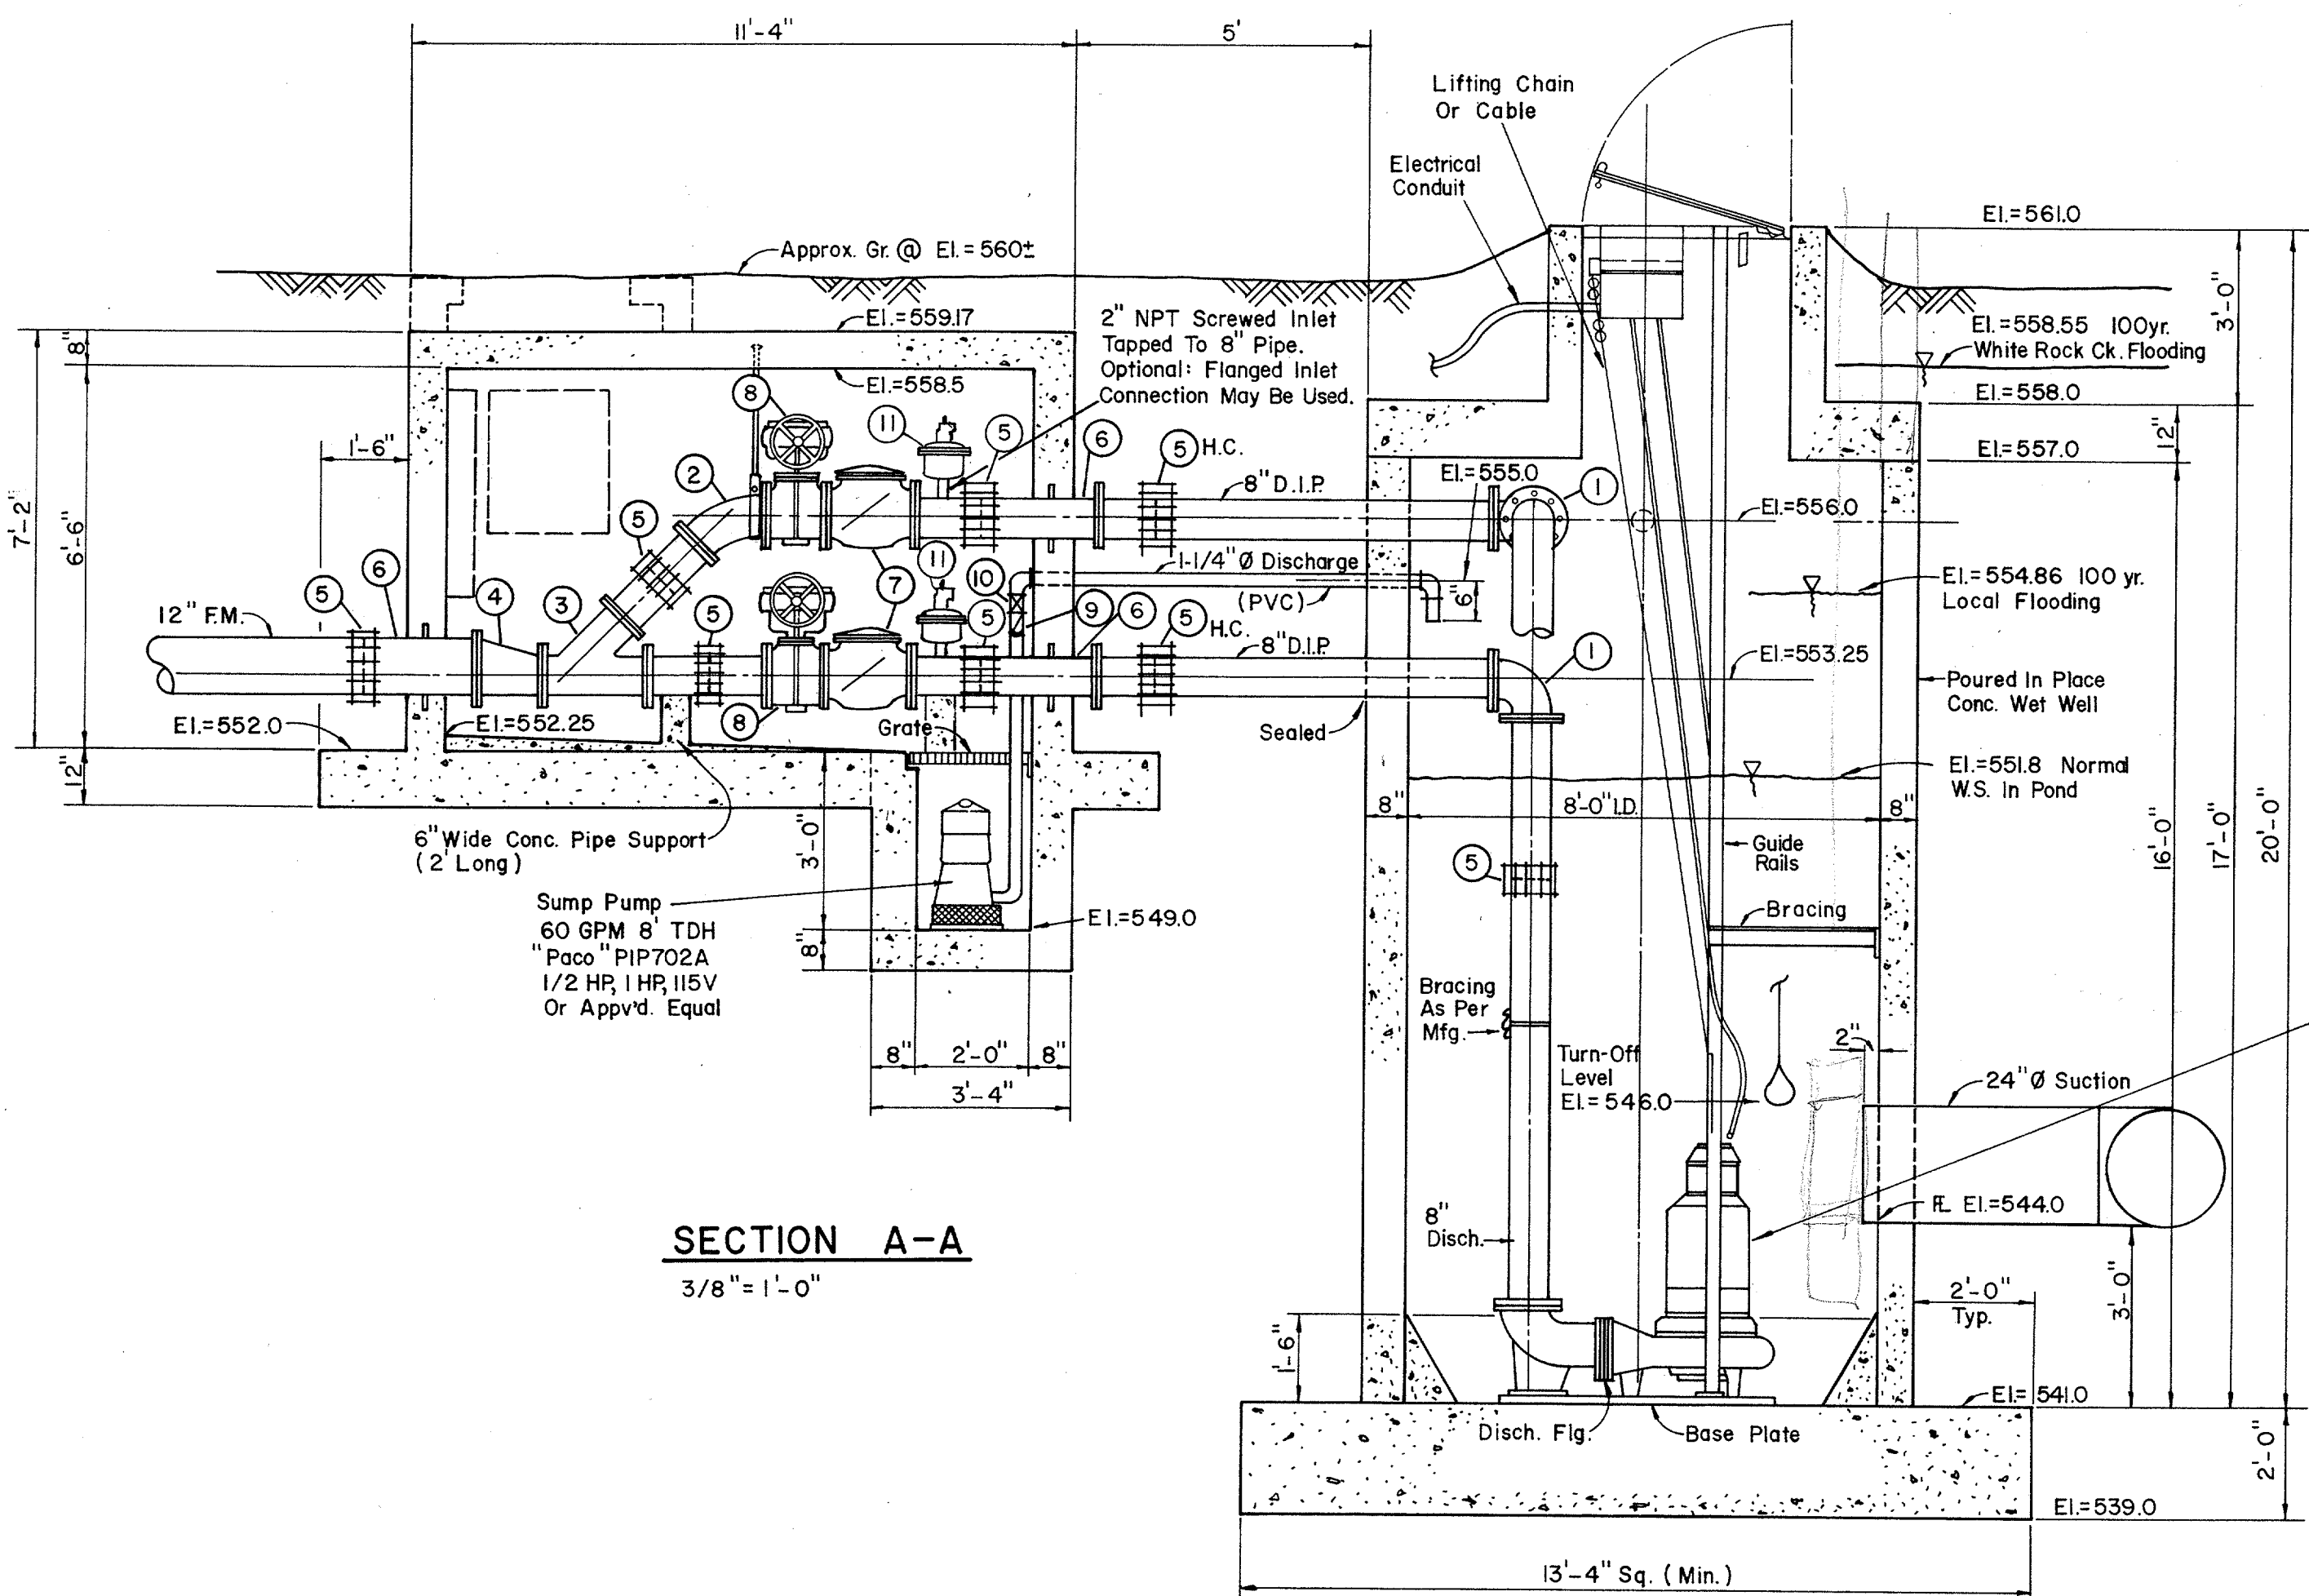 11'-4"
5'
Lifting Chain
Or Cable
Electrical
Conduit
El.=561.0
Approx. Gr. @ El.=560±
3'-0"
El.=559.17
8"
2" NPT Screwed Inlet
Tapped To 8" Pipe.
Optional: Flanged Inlet
Connection May Be Used.
El.=558.55 100yr.
White Rock Ck. Flooding
El.=558.5
El.=558.0
8
11
5
6
5 H.C.
12"
1'-6"
El.=557.0
2
El.=555.0
8" D.I.P.
1
El.=556.0
5
7'-2"
6'-6"
11
7
10
1-1/4" Ø Discharge
(PVC)
6"
El.=554.86 100 yr.
Local Flooding
5
6
4
3
5
9
5
6
5 H.C.
12" F.M.
8" D.I.P.
1
El.=553.25
Poured In Place
Conc. Wet Well
El.=552.0
El.=552.25
8
Grate
Sealed
12"
El.=551.8 Normal
W.S. In Pond
8"
8'-0" I.D.
8"
6" Wide Conc. Pipe Support
(2' Long)
3'-0"
Guide
Rails
16'-0"
17'-0"
20'-0"
5
Sump Pump
60 GPM 8' TDH
"Paco" PIP702A
1/2 HP, 1 HP, 115V
Or Appv'd. Equal
El.=549.0
Bracing
8"
Bracing
As Per
Mfg.
2"
8"
2'-0"
8"
3'-4"
Turn-Off
Level
El.=546.0
24" Ø Suction
8"
Disch.
FL El.=544.0
SECTION A-A
3/8"=1'-0"
2'-0"
Typ.
3'-0"
1'-6"
El.=541.0
Disch. Flg.
Base Plate
2'-0"
El.=539.0
13'-4" Sq. (Min.)